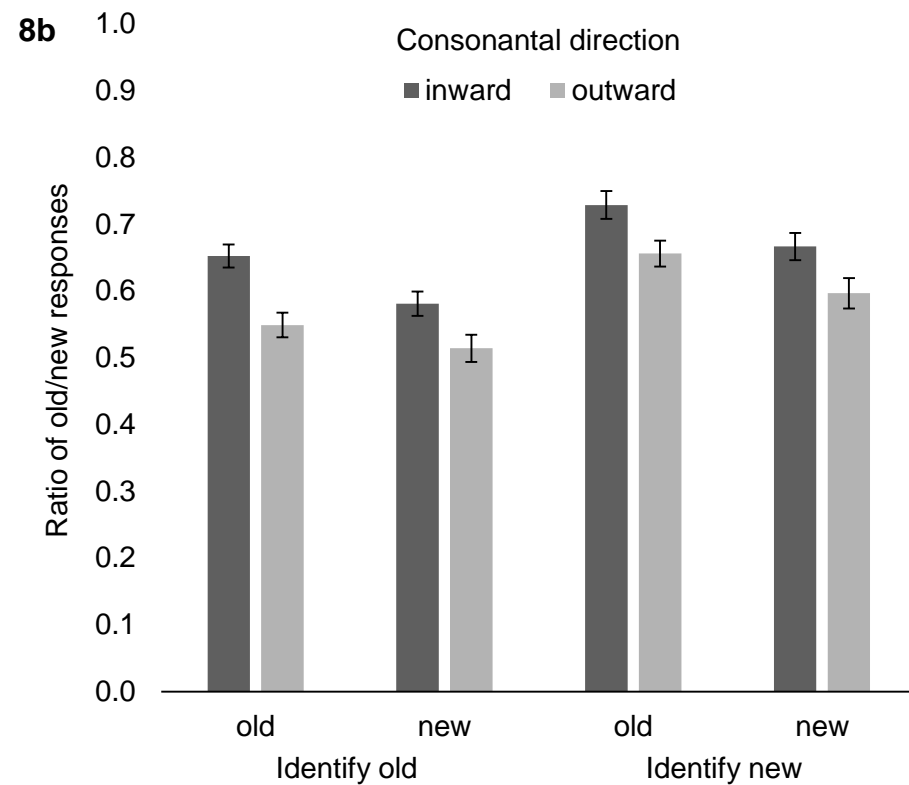 8b
Consonantal direction
inward outward
Ratio of old/new responses
1.0
0.9
0.8
0.7
0.6
0.5
0.4
0.3
0.2
0.1
0.0
old new old new
Identify old Identify new